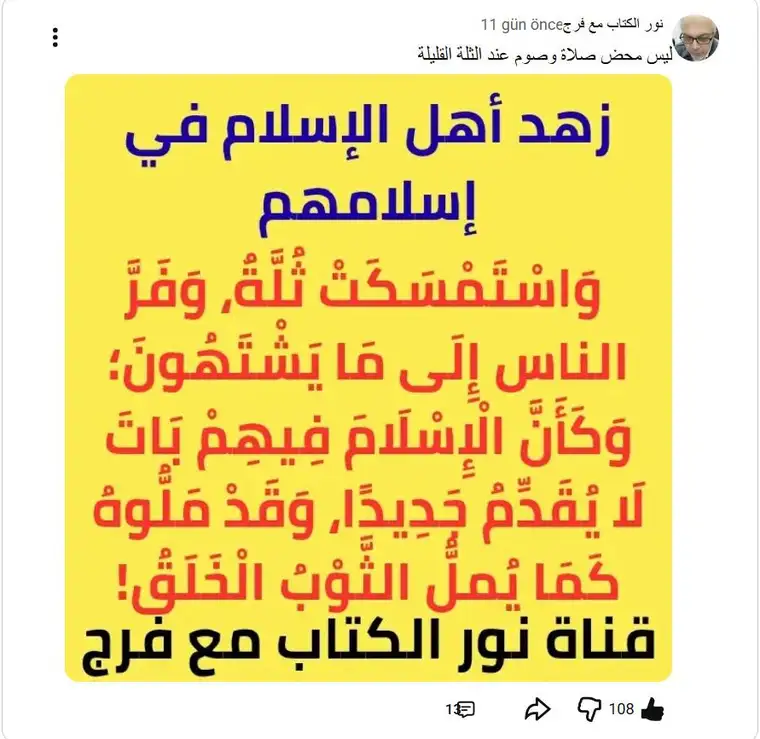 نور الكتاب مع فرج 11 gün önce
ليس محض صلاة وصوم عند الثلة القليلة
زهد أهل الإسلام في
إسلامهم
وَاسْتَمْسَكَتْ ثُلَّةٌ، وَفَرَّ
الناس إِلَى مَا يَشْتَهُونَ؛
وَكَأَنَّ الْإِسْلَامَ فِيهِمْ بَاتَ
لَا يُقَدِّمُ جَدِيدًا، وَقَدْ مَلُّوهُ
كَمَا يُملُّ الثَّوْبُ الْخَلَقُ!
قناة نور الكتاب مع فرج
108 13